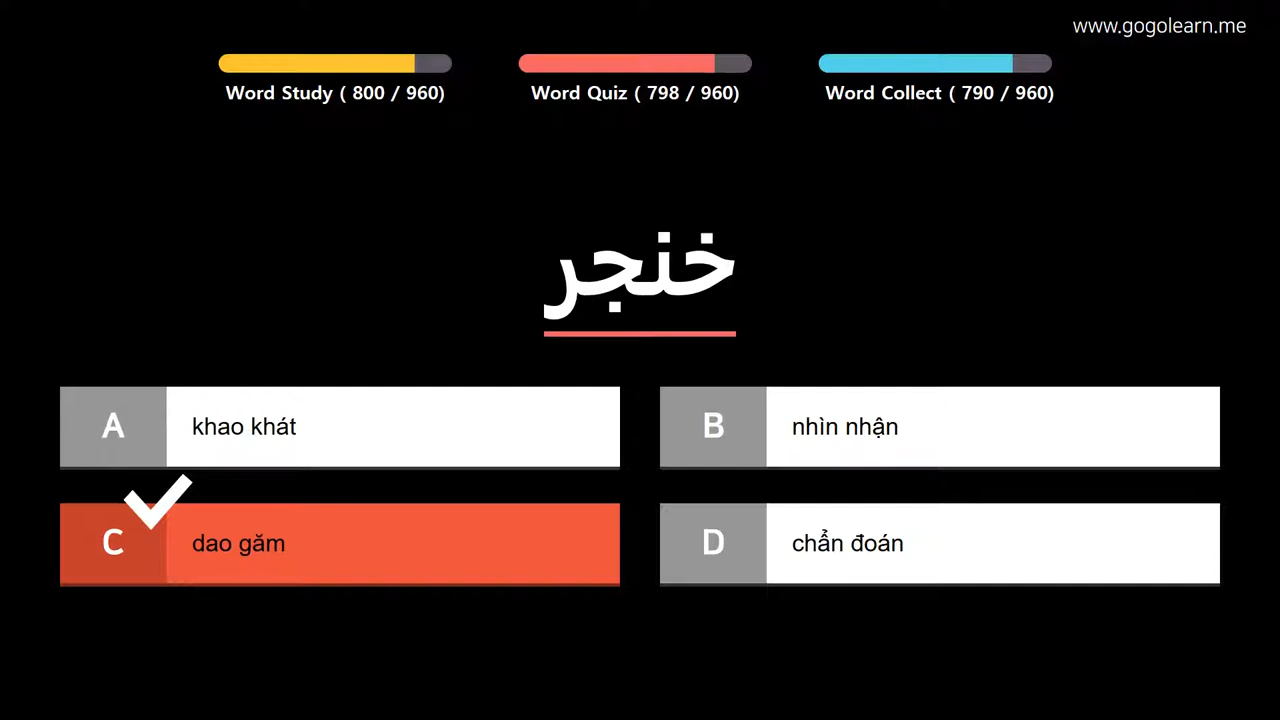 www.gogolearn.me
Word Study ( 800 / 960)
Word Quiz ( 798 / 960)
Word Collect ( 790 / 960)
خنجر
A khao khát
B nhìn nhận
C dao găm
D chẩn đoán